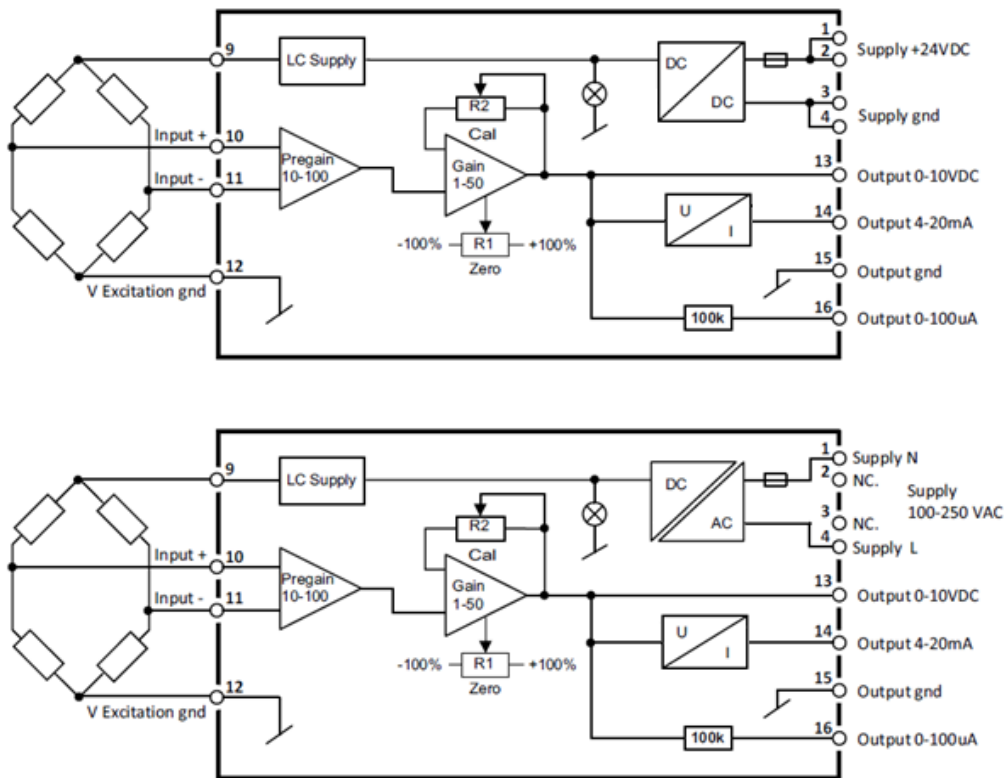 9
LC Supply
DC
DC
1
2
Supply +24VDC
3
4
Supply gnd
R2
Cal
Input +
10
Input -
11
Pregain
10-100
Gain
1-50
13
Output 0-10VDC
U
I
14
Output 4-20mA
-100%
R1
+100%
Zero
12
V Excitation gnd
15
Output gnd
100k
16
Output 0-100uA
9
LC Supply
DC
AC
1
Supply N
2
NC.
Supply
100-250 VAC
3
NC.
4
Supply L
R2
Cal
Input +
10
Input -
11
Pregain
10-100
Gain
1-50
13
Output 0-10VDC
U
I
14
Output 4-20mA
-100%
R1
+100%
Zero
12
V Excitation gnd
15
Output gnd
100k
16
Output 0-100uA